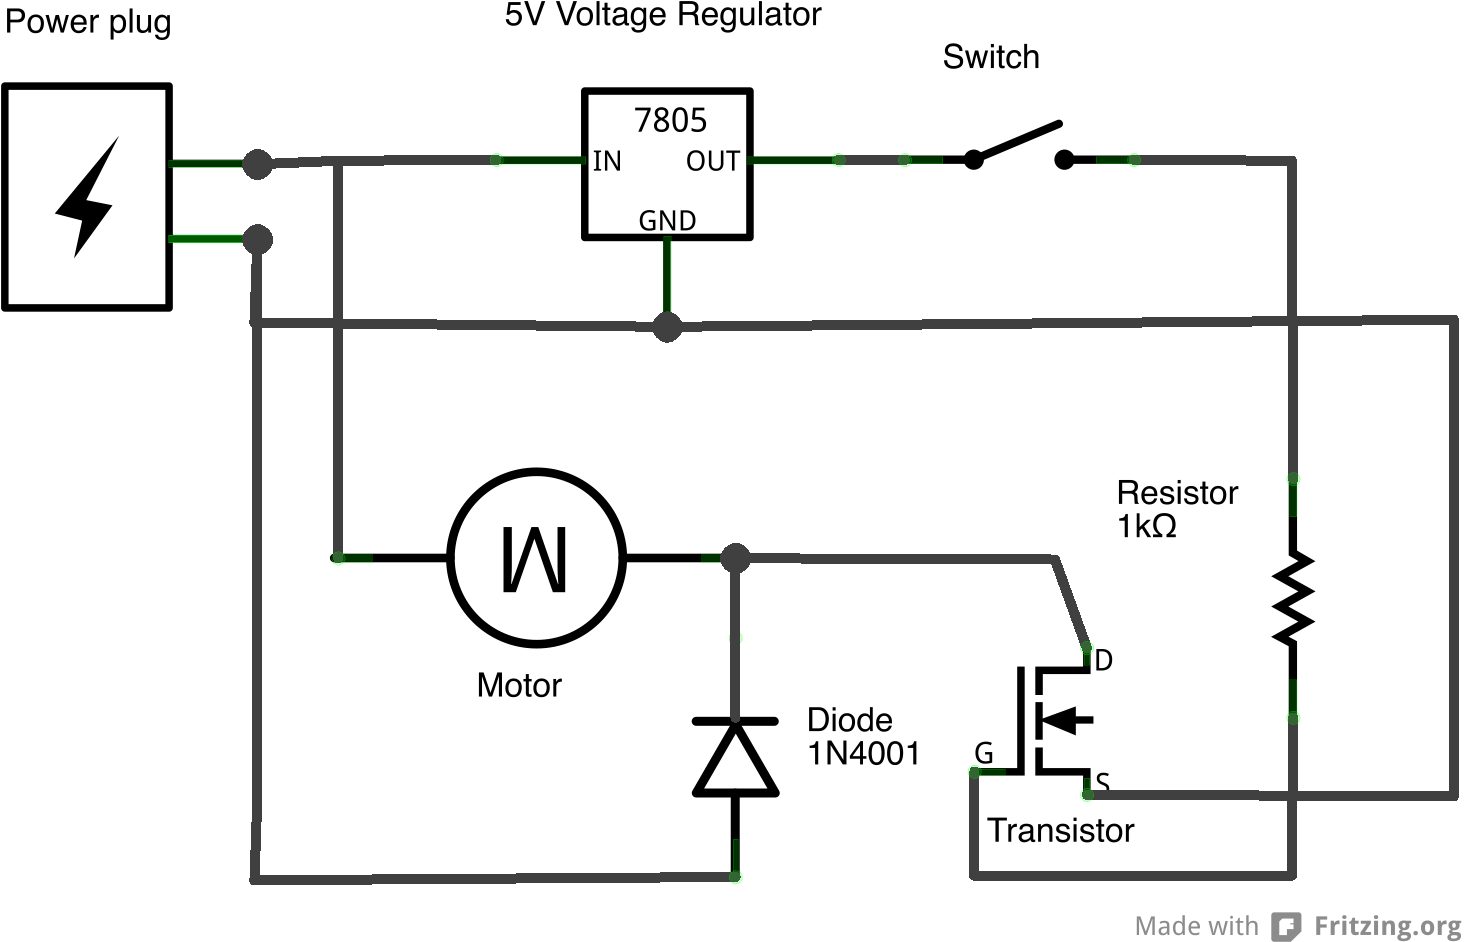 Power plug
5V Voltage Regulator
Switch
7805
IN
OUT
GND
M
Motor
Resistor
1kΩ
Diode
1N4001
D
G
S
Transistor
Made with Fritzing.org